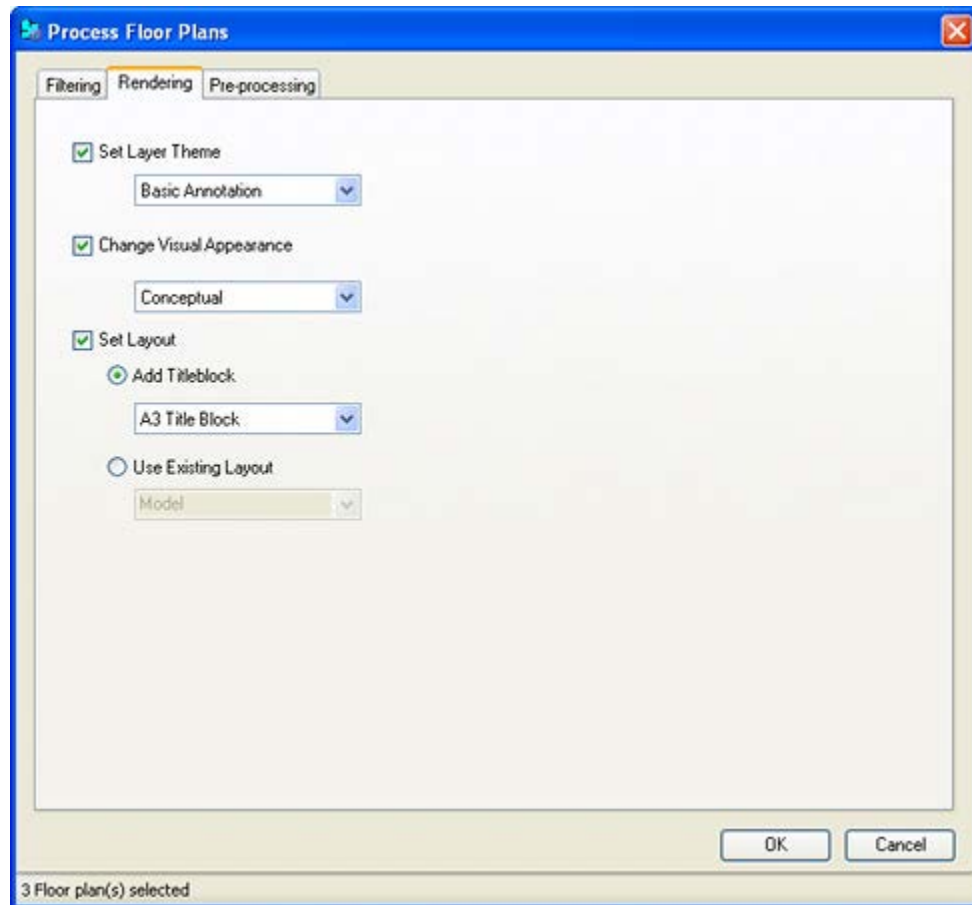 Process Floor Plans
Filtering Rendering Pre-processing
Set Layer Theme
Basic Annotation
Change Visual Appearance
Conceptual
Set Layout
Add Titleblock
A3 Title Block
Use Existing Layout
Model
OK Cancel
3 Floor plan(s) selected